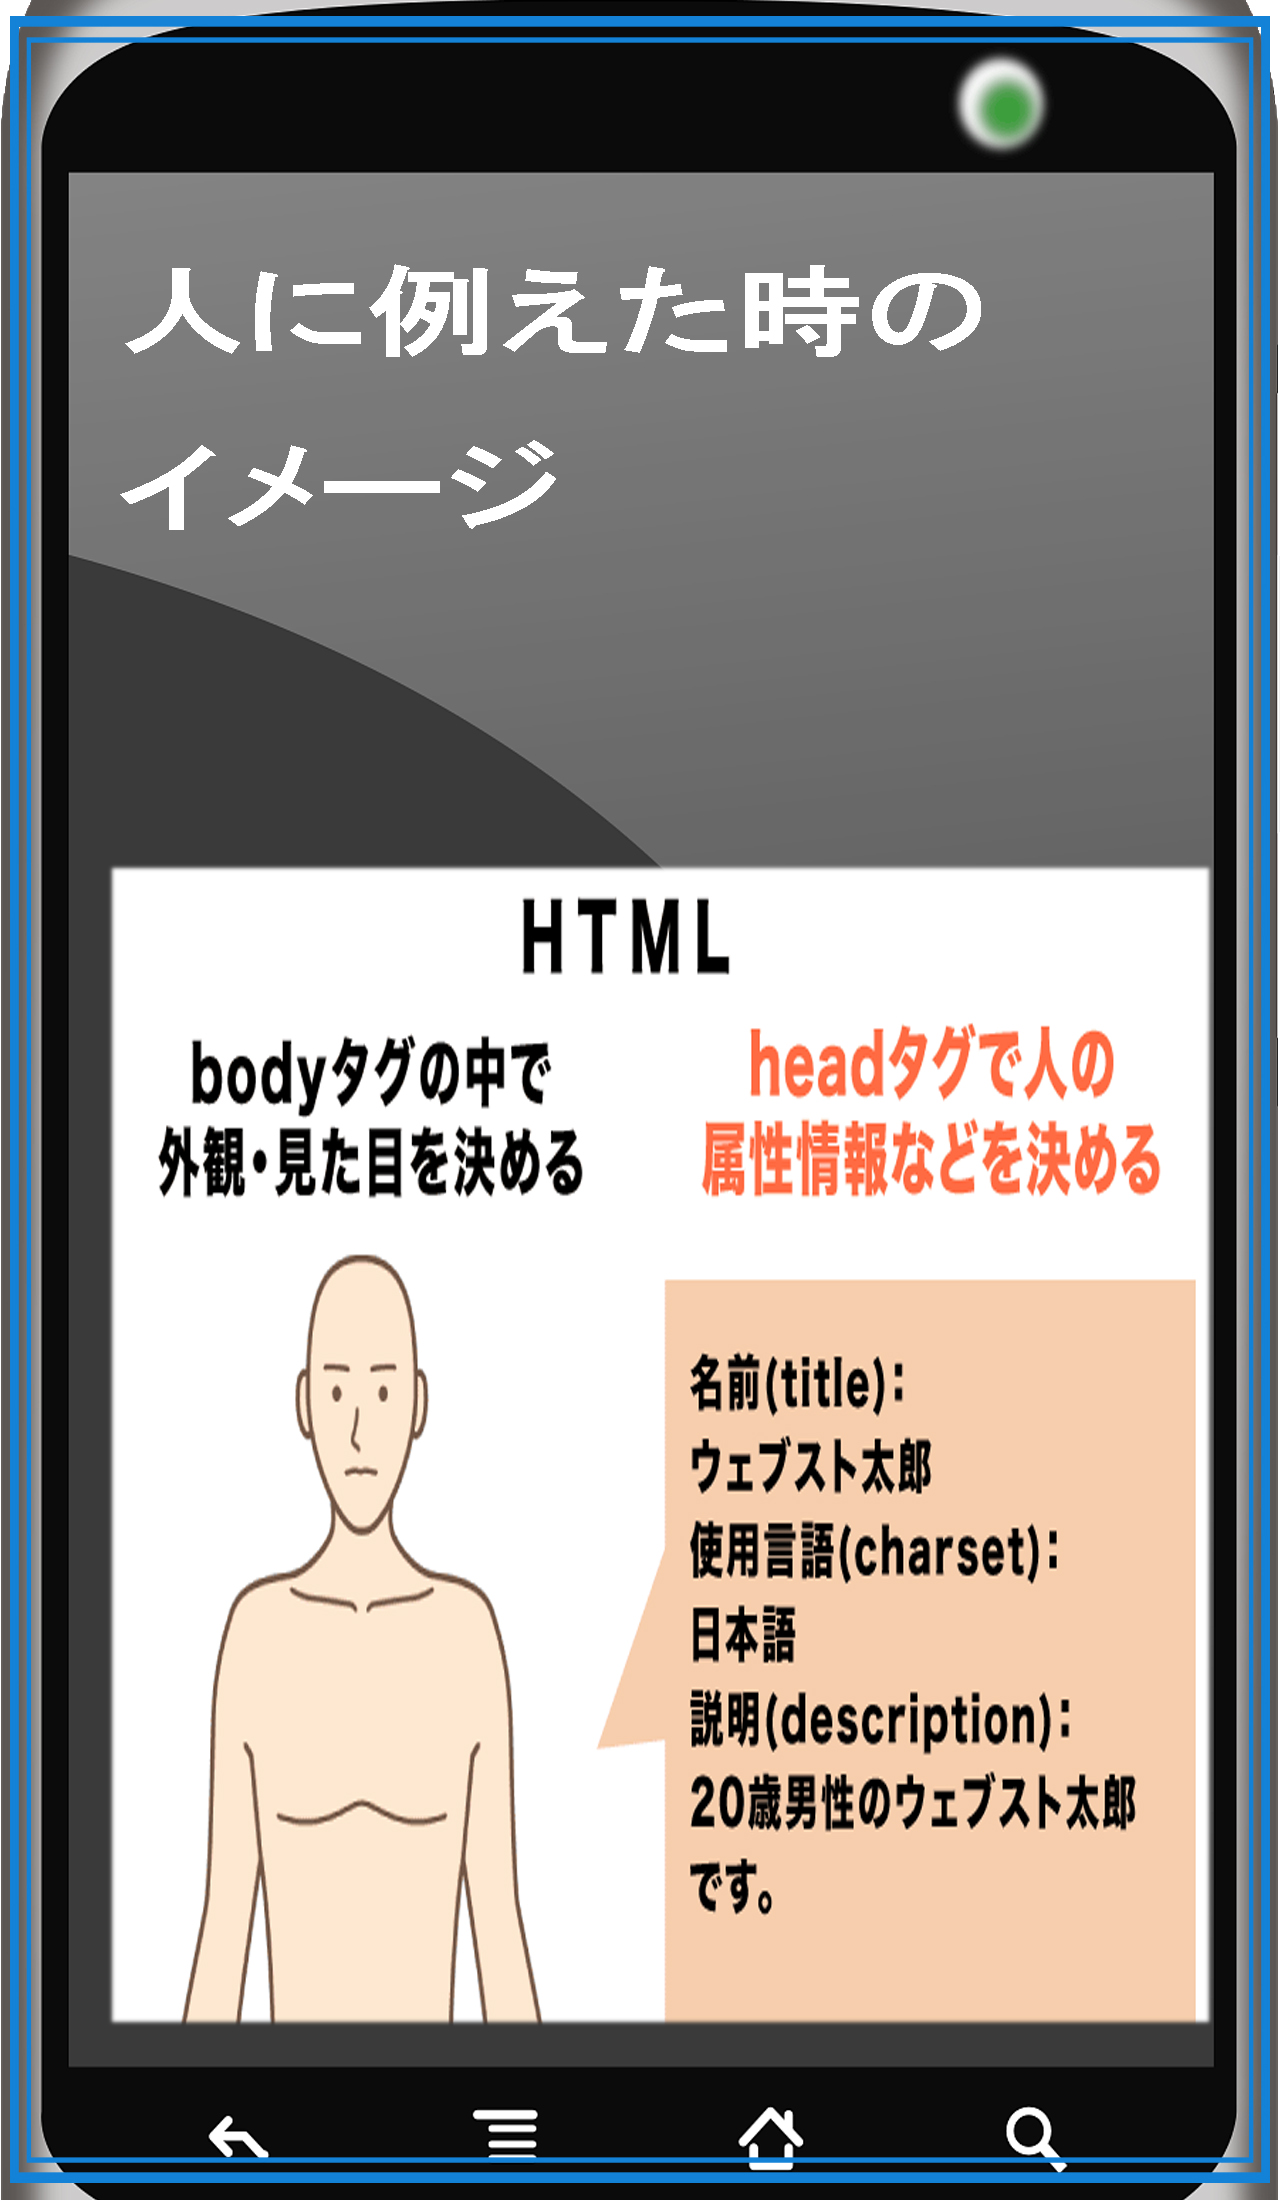 人に例えた時の
イメージ
HTML
bodyタグの中で
外観・見た目を決める
headタグで人の
属性情報などを決める
名前(title)：
ウェブスト太郎
使用言語(charset)：
日本語
説明(description)：
20歳男性のウェブスト太郎
です。